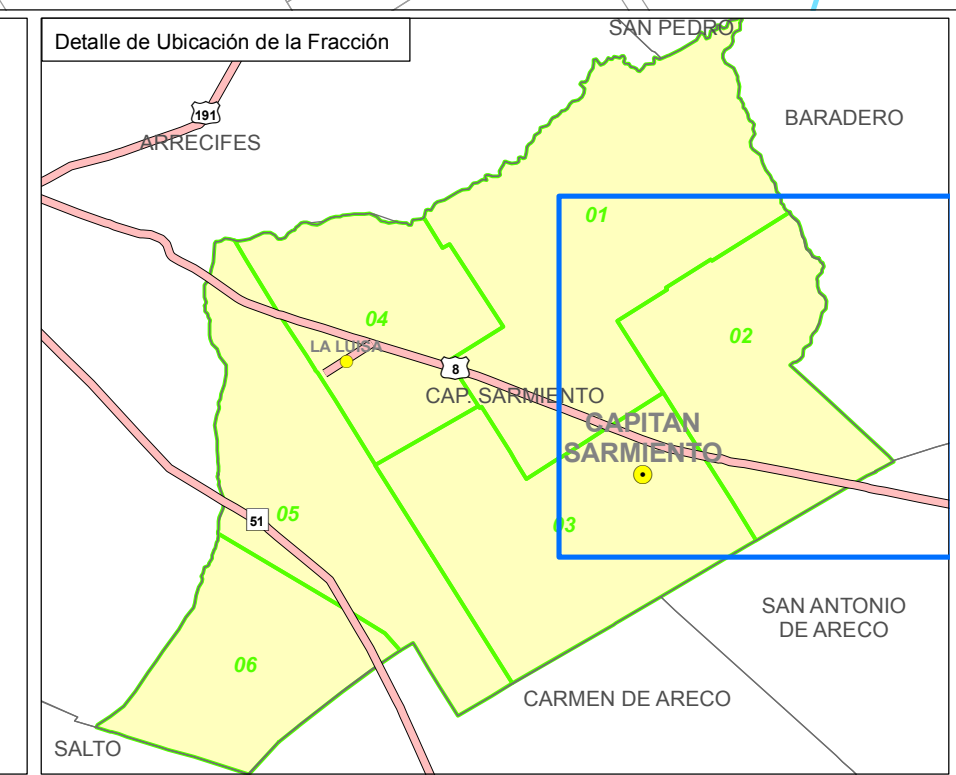 Detalle de Ubicación de la Fracción
SAN PEDRO
191
BARADERO
ARRECIFES
01
04
02
LA LUISA
8
CAP. SARMIENTO
CAPITAN
SARMIENTO
05
51
03
SAN ANTONIO
DE ARECO
06
CARMEN DE ARECO
SALTO